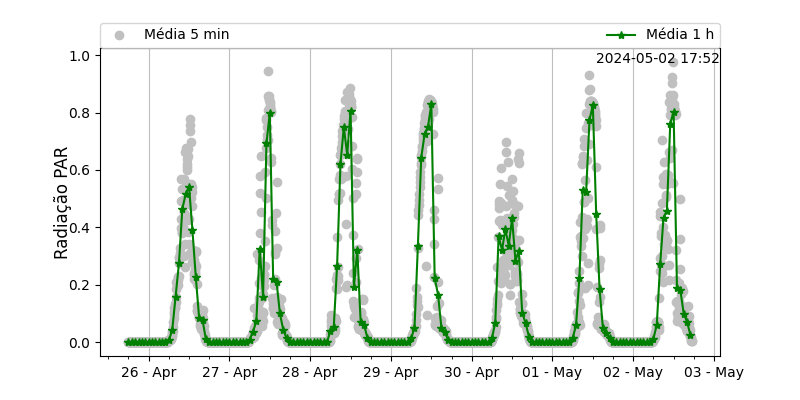 Média 5 min
Média 1 h
2024-05-02 17:52
Radiação PAR
1.0
0.8
0.6
0.4
0.2
0.0
26 - Apr
27 - Apr
28 - Apr
29 - Apr
30 - Apr
01 - May
02 - May
03 - May